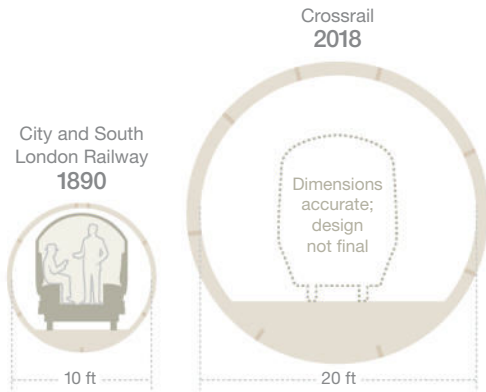 Crossrail
2018
City and South
London Railway
1890
Dimensions
accurate;
design
not final
10 ft
20 ft